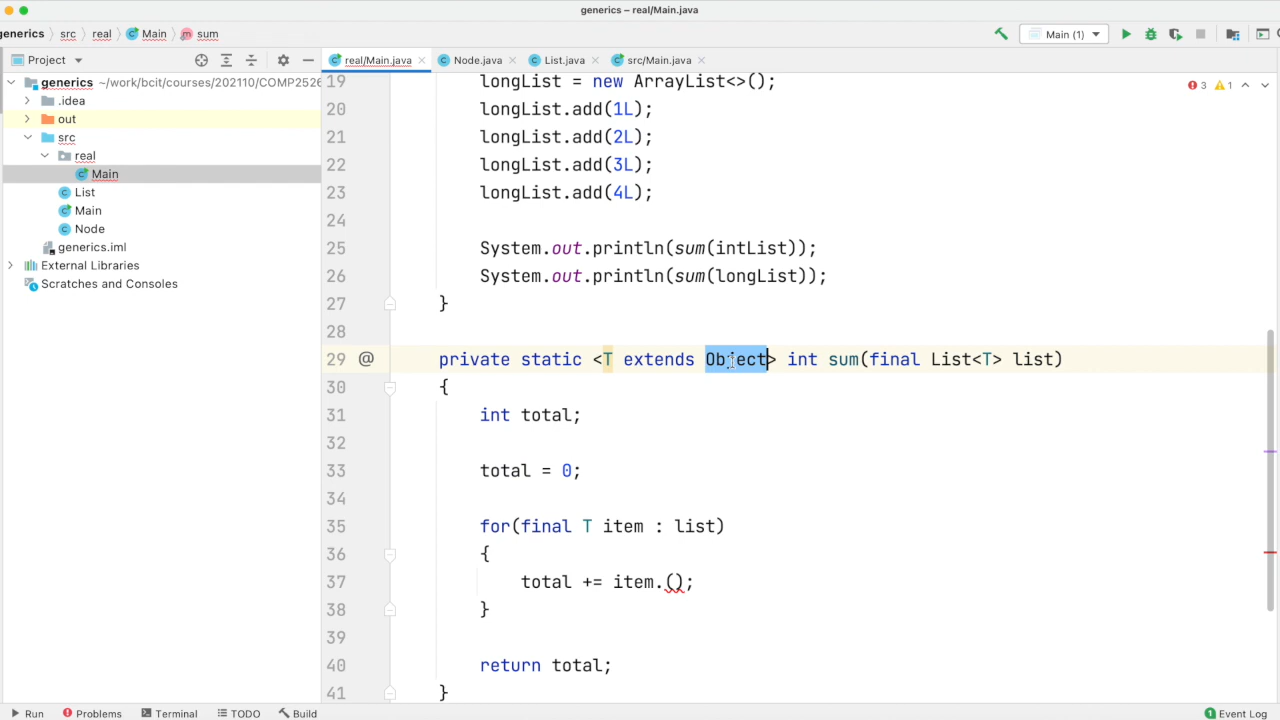 generics – real/Main.java
generics src real Main sum Main (1)
Project real/Main.java Node.java List.java src/Main.java
generics ~/work/bcit/courses/202110/COMP2526
.idea
out
src
real
Main
List
Main
Node
generics.iml
External Libraries
Scratches and Consoles
3 1
19 longList = new ArrayList<>();
20 longList.add(1L);
21 longList.add(2L);
22 longList.add(3L);
23 longList.add(4L);
24
25 System.out.println(sum(intList));
26 System.out.println(sum(longList));
27 }
28
29 @ private static <T extends Object> int sum(final List<T> list)
30 {
31 int total;
32
33 total = 0;
34
35 for(final T item : list)
36 {
37 total += item.();
38 }
39
40 return total;
41 }
Run Problems Terminal TODO Build 1 Event Log